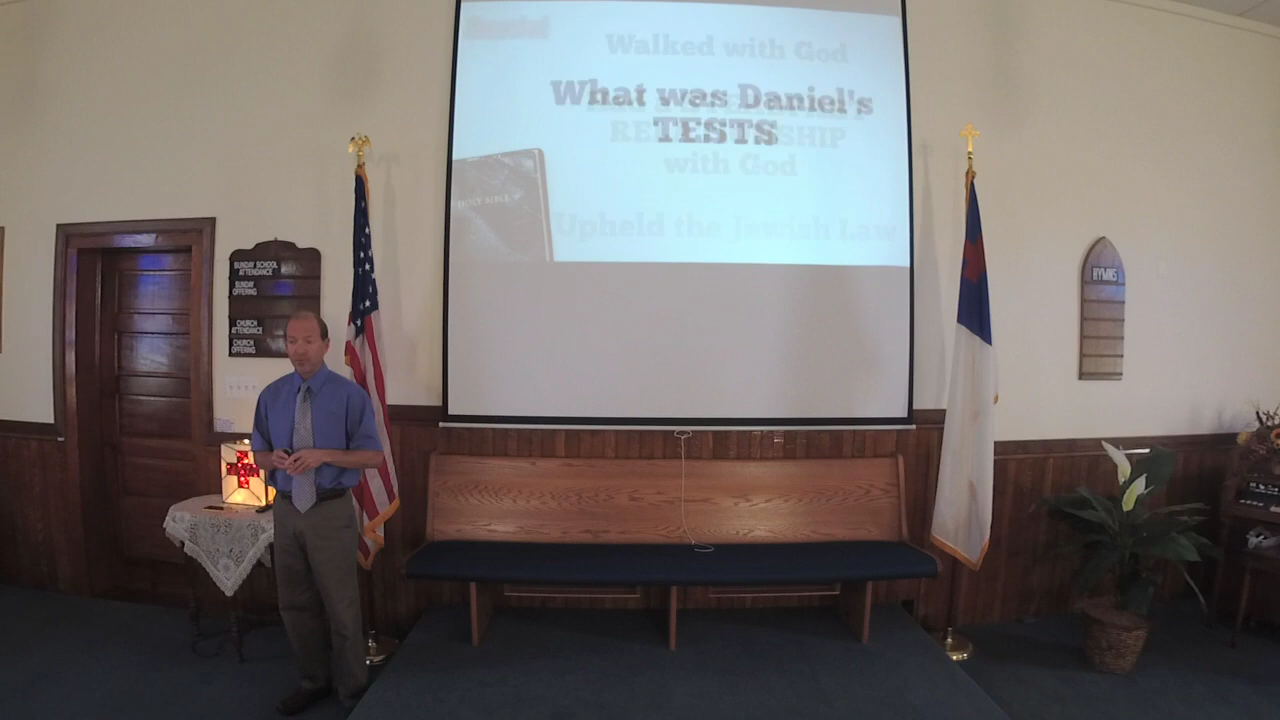 Daniel
Walked with God
What was Daniel's
TESTS
with God
Upheld the Jewish Law
HOLY BIBLE
SUNDAY SCHOOL
ATTENDANCE
SUNDAY
OFFERING
CHURCH
ATTENDANCE
CHURCH
OFFERING
HYMNS